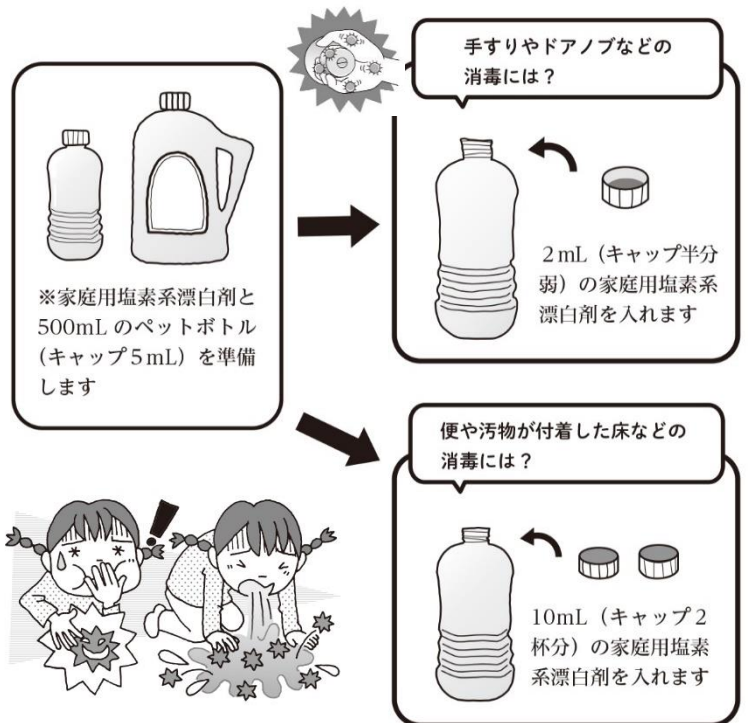 ※家庭用塩素系漂白剤と
500mLのペットボトル
（キャップ5mL）を準備
します
手すりやドアノブなどの
消毒には？
2mL（キャップ半分
弱）の家庭用塩素系
漂白剤を入れます
便や汚物が付着した床などの
消毒には？
10mL（キャップ2
杯分）の家庭用塩素
系漂白剤を入れます